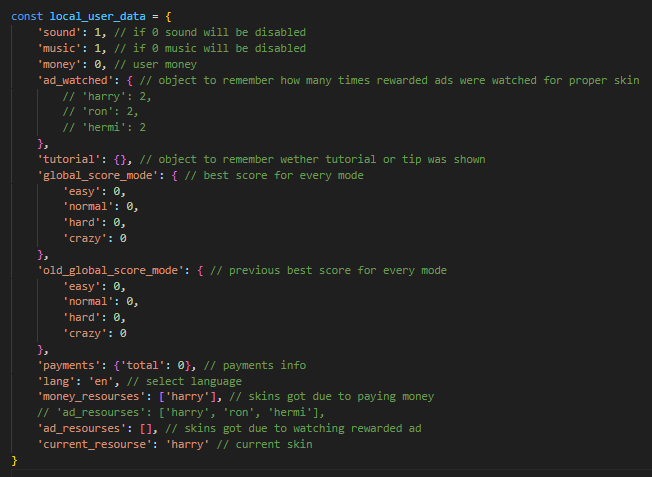 const local_user_data = {
    'sound': 1, // if 0 sound will be disabled
    'music': 1, // if 0 music will be disabled
    'money': 0, // user money
    'ad_watched': { // object to remember how many times rewarded ads were watched for proper skin
        // 'harry': 2,
        // 'ron': 2,
        // 'hermi': 2
    },
    'tutorial': {}, // object to remember wether tutorial or tip was shown
    'global_score_mode': { // best score for every mode
        'easy': 0,
        'normal': 0,
        'hard': 0,
        'crazy': 0
    },
    'old_global_score_mode': { // previous best score for every mode
        'easy': 0,
        'normal': 0,
        'hard': 0,
        'crazy': 0
    },
    'payments': {'total': 0}, // payments info
    'lang': 'en', // select language
    'money_resourses': ['harry'], // skins got due to paying money
    // 'ad_resourses': ['harry', 'ron', 'hermi'],
    'ad_resourses': [], // skins got due to watching rewarded ad
    'current_resourse': 'harry' // current skin
}